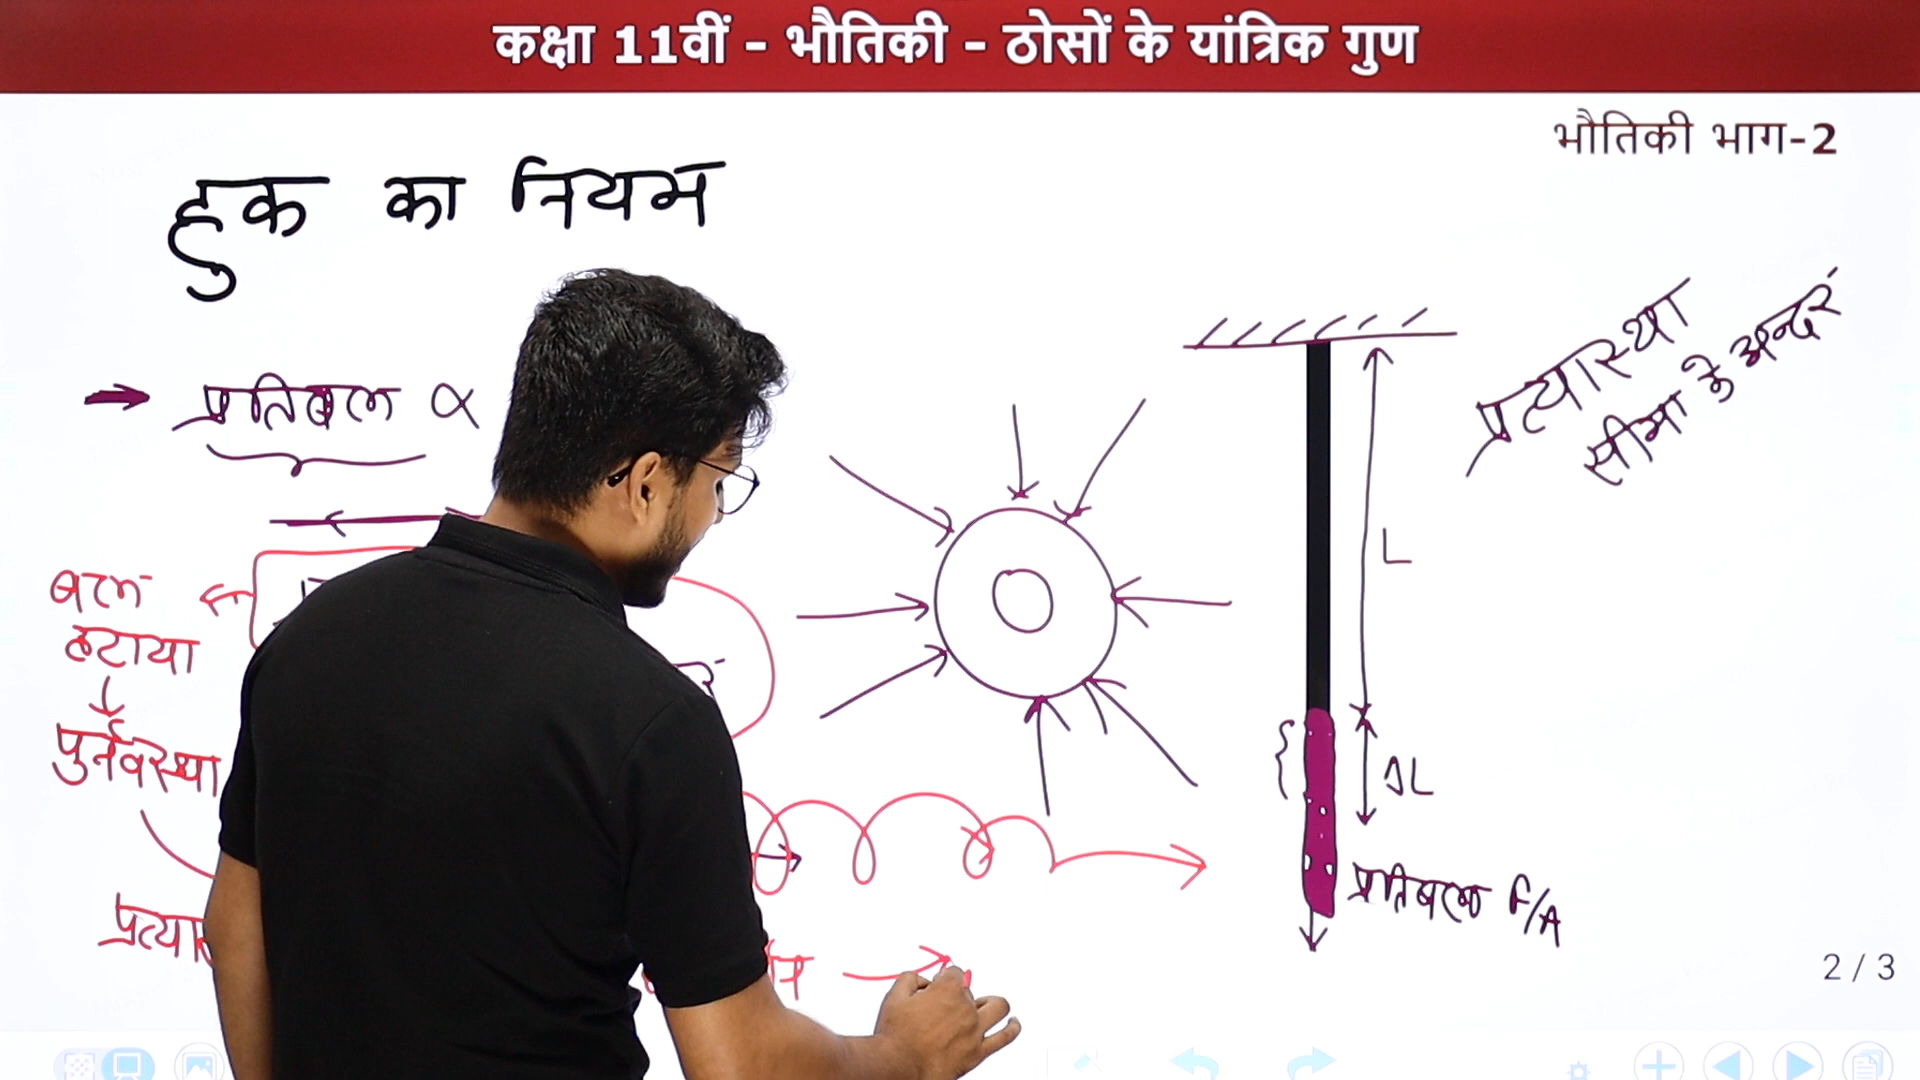 कक्षा 11वीं - भौतिकी - ठोसों के यांत्रिक गुण
भौतिकी भाग-2
हुक का नियम
प्रत्यास्था
सीमा के अन्दर
प्रतिबल ∝
L
बल
हटाया
पुर्नवस्था
ΔL
प्रतिबल F/A
2 / 3